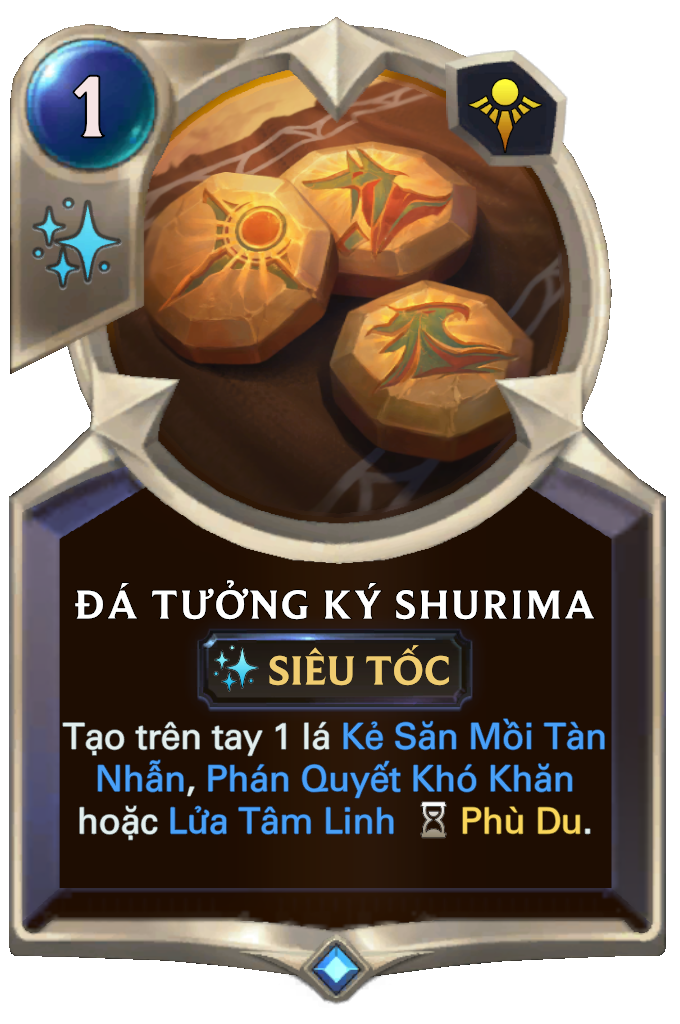 1
ĐÁ TƯỞNG KÝ SHURIMA
SIÊU TỐC
Tạo trên tay 1 lá Kẻ Săn Mồi Tàn
Nhẫn, Phán Quyết Khó Khăn
hoặc Lửa Tâm Linh Phù Du.